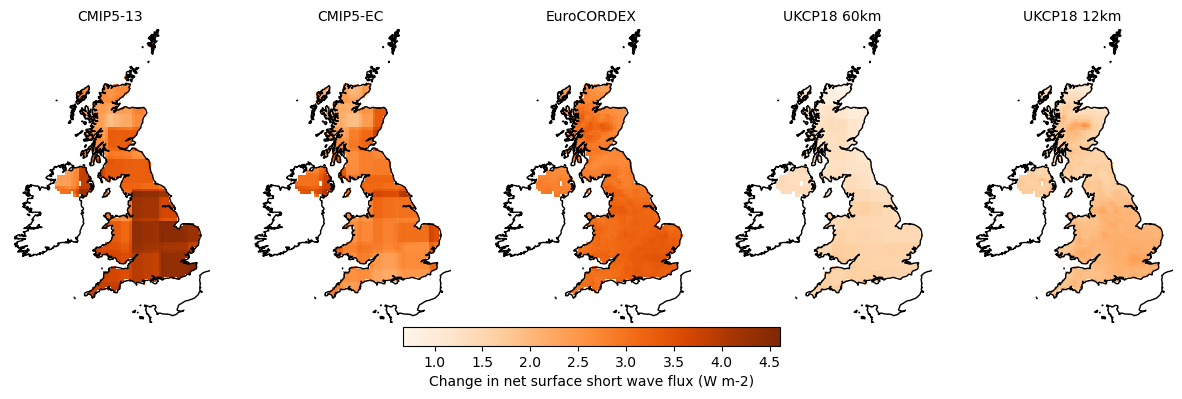 CMIP5-13
CMIP5-EC
EuroCORDEX
UKCP18 60km
UKCP18 12km
1.0 1.5 2.0 2.5 3.0 3.5 4.0 4.5
Change in net surface short wave flux (W m-2)